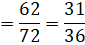 = 62/72 = 31/36